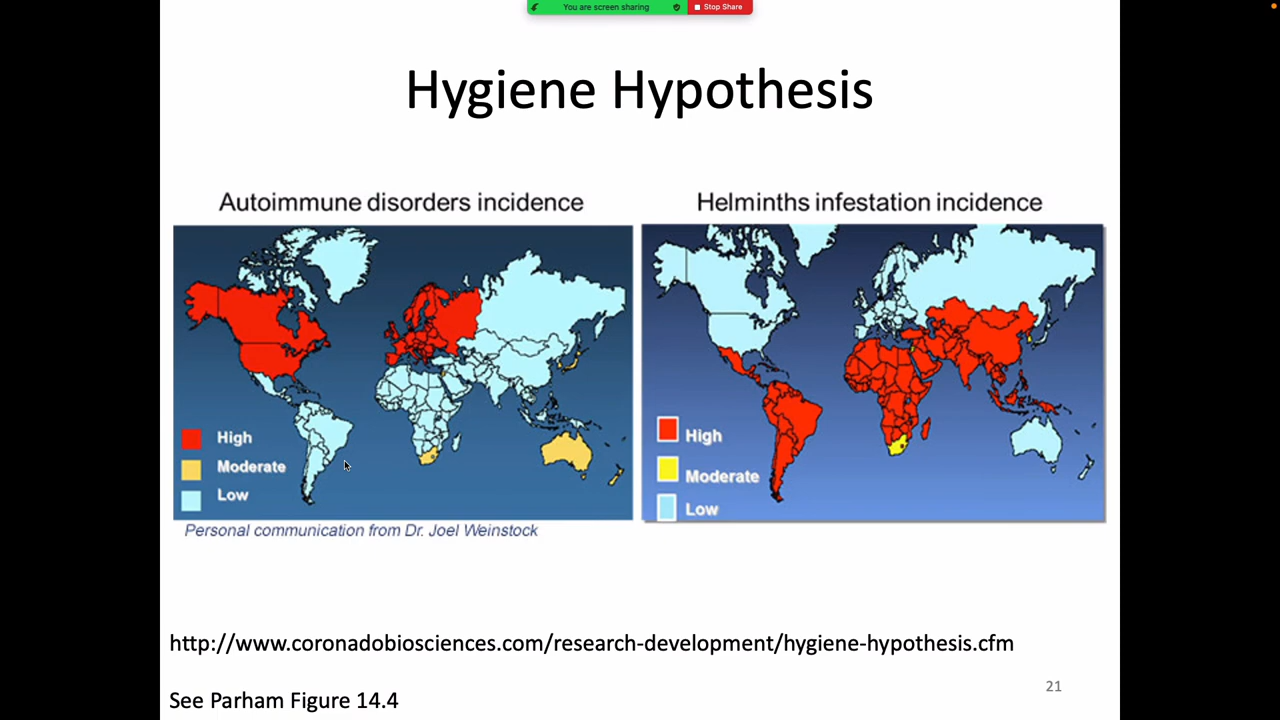 You are screen sharing
Stop Share
Hygiene Hypothesis
Autoimmune disorders incidence
Helminths infestation incidence
High
Moderate
Low
High
Moderate
Low
Personal communication from Dr. Joel Weinstock
http://www.coronadobiosciences.com/research-development/hygiene-hypothesis.cfm
21
See Parham Figure 14.4